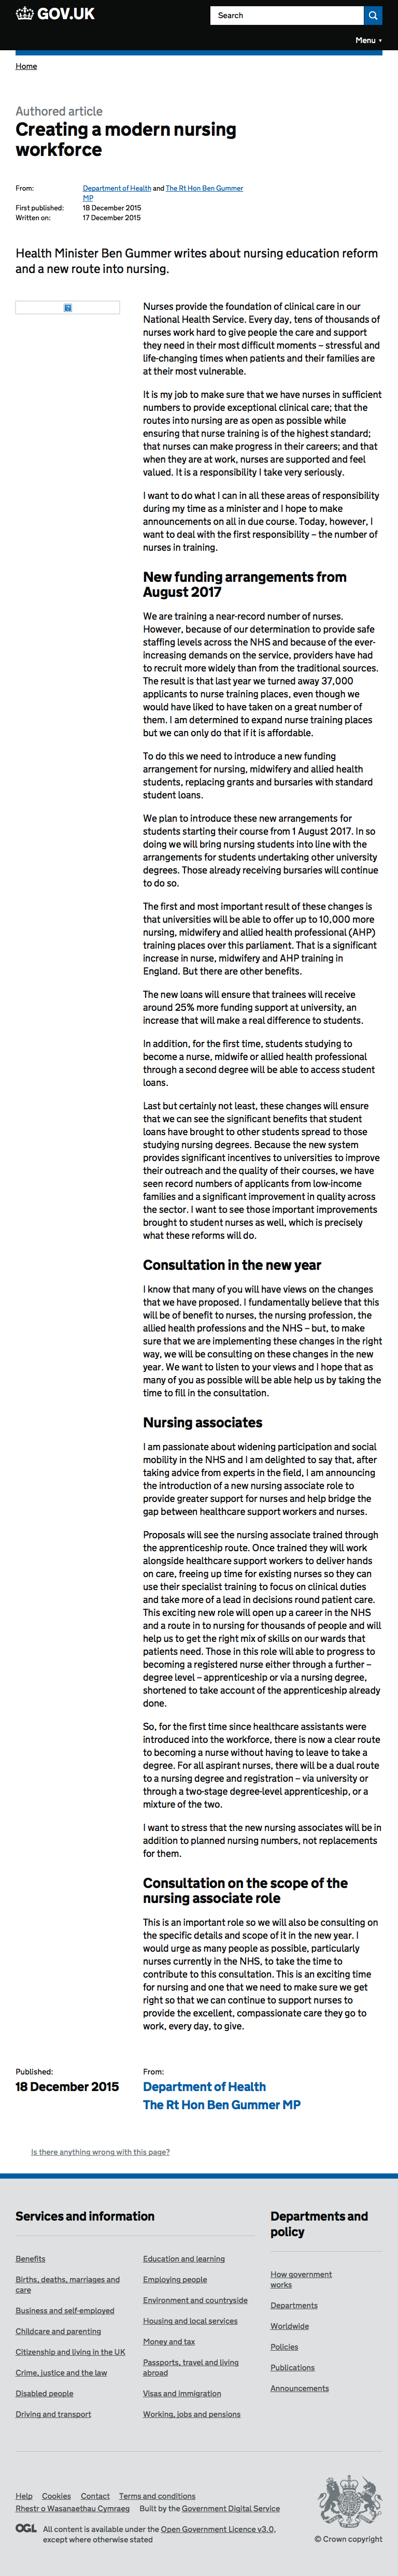 GOV.UK
Search
Menu ▼
Home
Authored article
Creating a modern nursing
workforce
From: Department of Health and The Rt Hon Ben Gummer
MP
First published: 18 December 2015
Written on: 17 December 2015
Health Minister Ben Gummer writes about nursing education reform
and a new route into nursing.
Nurses provide the foundation of clinical care in our
National Health Service. Every day, tens of thousands of
nurses work hard to give people the care and support
they need in their most difficult moments – stressful and
life-changing times when patients and their families are
at their most vulnerable.
It is my job to make sure that we have nurses in sufficient
numbers to provide exceptional clinical care; that the
routes into nursing are as open as possible while
ensuring that nurse training is of the highest standard;
that nurses can make progress in their careers; and that
when they are at work, nurses are supported and feel
valued. It is a responsibility I take very seriously.
I want to do what I can in all these areas of responsibility
during my time as a minister and I hope to make
announcements on all in due course. Today, however, I
want to deal with the first responsibility – the number of
nurses in training.
New funding arrangements from
August 2017
We are training a near-record number of nurses.
However, because of our determination to provide safe
staffing levels across the NHS and because of the ever-
increasing demands on the service, providers have had
to recruit more widely than from the traditional sources.
The result is that last year we turned away 37,000
applicants to nurse training places, even though we
would have liked to have taken on a great number of
them. I am determined to expand nurse training places
but we can only do that if it is affordable.
To do this we need to introduce a new funding
arrangement for nursing, midwifery and allied health
students, replacing grants and bursaries with standard
student loans.
We plan to introduce these new arrangements for
students starting their course from 1 August 2017. In so
doing we will bring nursing students into line with the
arrangements for students undertaking other university
degrees. Those already receiving bursaries will continue
to do so.
The first and most important result of these changes is
that universities will be able to offer up to 10,000 more
nursing, midwifery and allied health professional (AHP)
training places over this parliament. That is a significant
increase in nurse, midwifery and AHP training in
England. But there are other benefits.
The new loans will ensure that trainees will receive
around 25% more funding support at university, an
increase that will make a real difference to students.
In addition, for the first time, students studying to
become a nurse, midwife or allied health professional
through a second degree will be able to access student
loans.
Last but certainly not least, these changes will ensure
that we can see the significant benefits that student
loans have brought to other students spread to those
studying nursing degrees. Because the new system
provides significant incentives to universities to improve
their outreach and the quality of their courses, we have
seen record numbers of applicants from low-income
families and a significant improvement in quality across
the sector. I want to see those important improvements
brought to student nurses as well, which is precisely
what these reforms will do.
Consultation in the new year
I know that many of you will have views on the changes
that we have proposed. I fundamentally believe that this
will be of benefit to nurses, the nursing profession, the
allied health professions and the NHS – but, to make
sure that we are implementing these changes in the right
way, we will be consulting on these changes in the new
year. We want to listen to your views and I hope that as
many of you as possible will be able help us by taking the
time to fill in the consultation.
Nursing associates
I am passionate about widening participation and social
mobility in the NHS and I am delighted to say that, after
taking advice from experts in the field, I am announcing
the introduction of a new nursing associate role to
provide greater support for nurses and help bridge the
gap between healthcare support workers and nurses.
Proposals will see the nursing associate trained through
the apprenticeship route. Once trained they will work
alongside healthcare support workers to deliver hands
on care, freeing up time for existing nurses so they can
use their specialist training to focus on clinical duties
and take more of a lead in decisions round patient care.
This exciting new role will open up a career in the NHS
and a route in to nursing for thousands of people and will
help us to get the right mix of skills on our wards that
patients need. Those in this role will able to progress to
becoming a registered nurse either through a further –
degree level – apprenticeship or via a nursing degree,
shortened to take account of the apprenticeship already
done.
So, for the first time since healthcare assistants were
introduced into the workforce, there is now a clear route
to becoming a nurse without having to leave to take a
degree. For all aspirant nurses, there will be a dual route
to a nursing degree and registration – via university or
through a two-stage degree-level apprenticeship, or a
mixture of the two.
I want to stress that the new nursing associates will be in
addition to planned nursing numbers, not replacements
for them.
Consultation on the scope of the
nursing associate role
This is an important role so we will also be consulting on
the specific details and scope of it in the new year. I
would urge as many people as possible, particularly
nurses currently in the NHS, to take the time to
contribute to this consultation. This is an exciting time
for nursing and one that we need to make sure we get
right so that we can continue to support nurses to
provide the excellent, compassionate care they go to
work, every day, to give.
Published:
18 December 2015
From:
Department of Health
The Rt Hon Ben Gummer MP
Is there anything wrong with this page?
Services and information
Benefits
Births, deaths, marriages and
care
Business and self-employed
Childcare and parenting
Citizenship and living in the UK
Crime, justice and the law
Disabled people
Driving and transport
Education and learning
Employing people
Environment and countryside
Housing and local services
Money and tax
Passports, travel and living
abroad
Visas and immigration
Working, jobs and pensions
Departments and
policy
How government
works
Departments
Worldwide
Policies
Publications
Announcements
Help Cookies Contact Terms and conditions
Rhestr o Wasanaethau Cymraeg Built by the Government Digital Service
OGL All content is available under the Open Government Licence v3.0,
except where otherwise stated
© Crown copyright